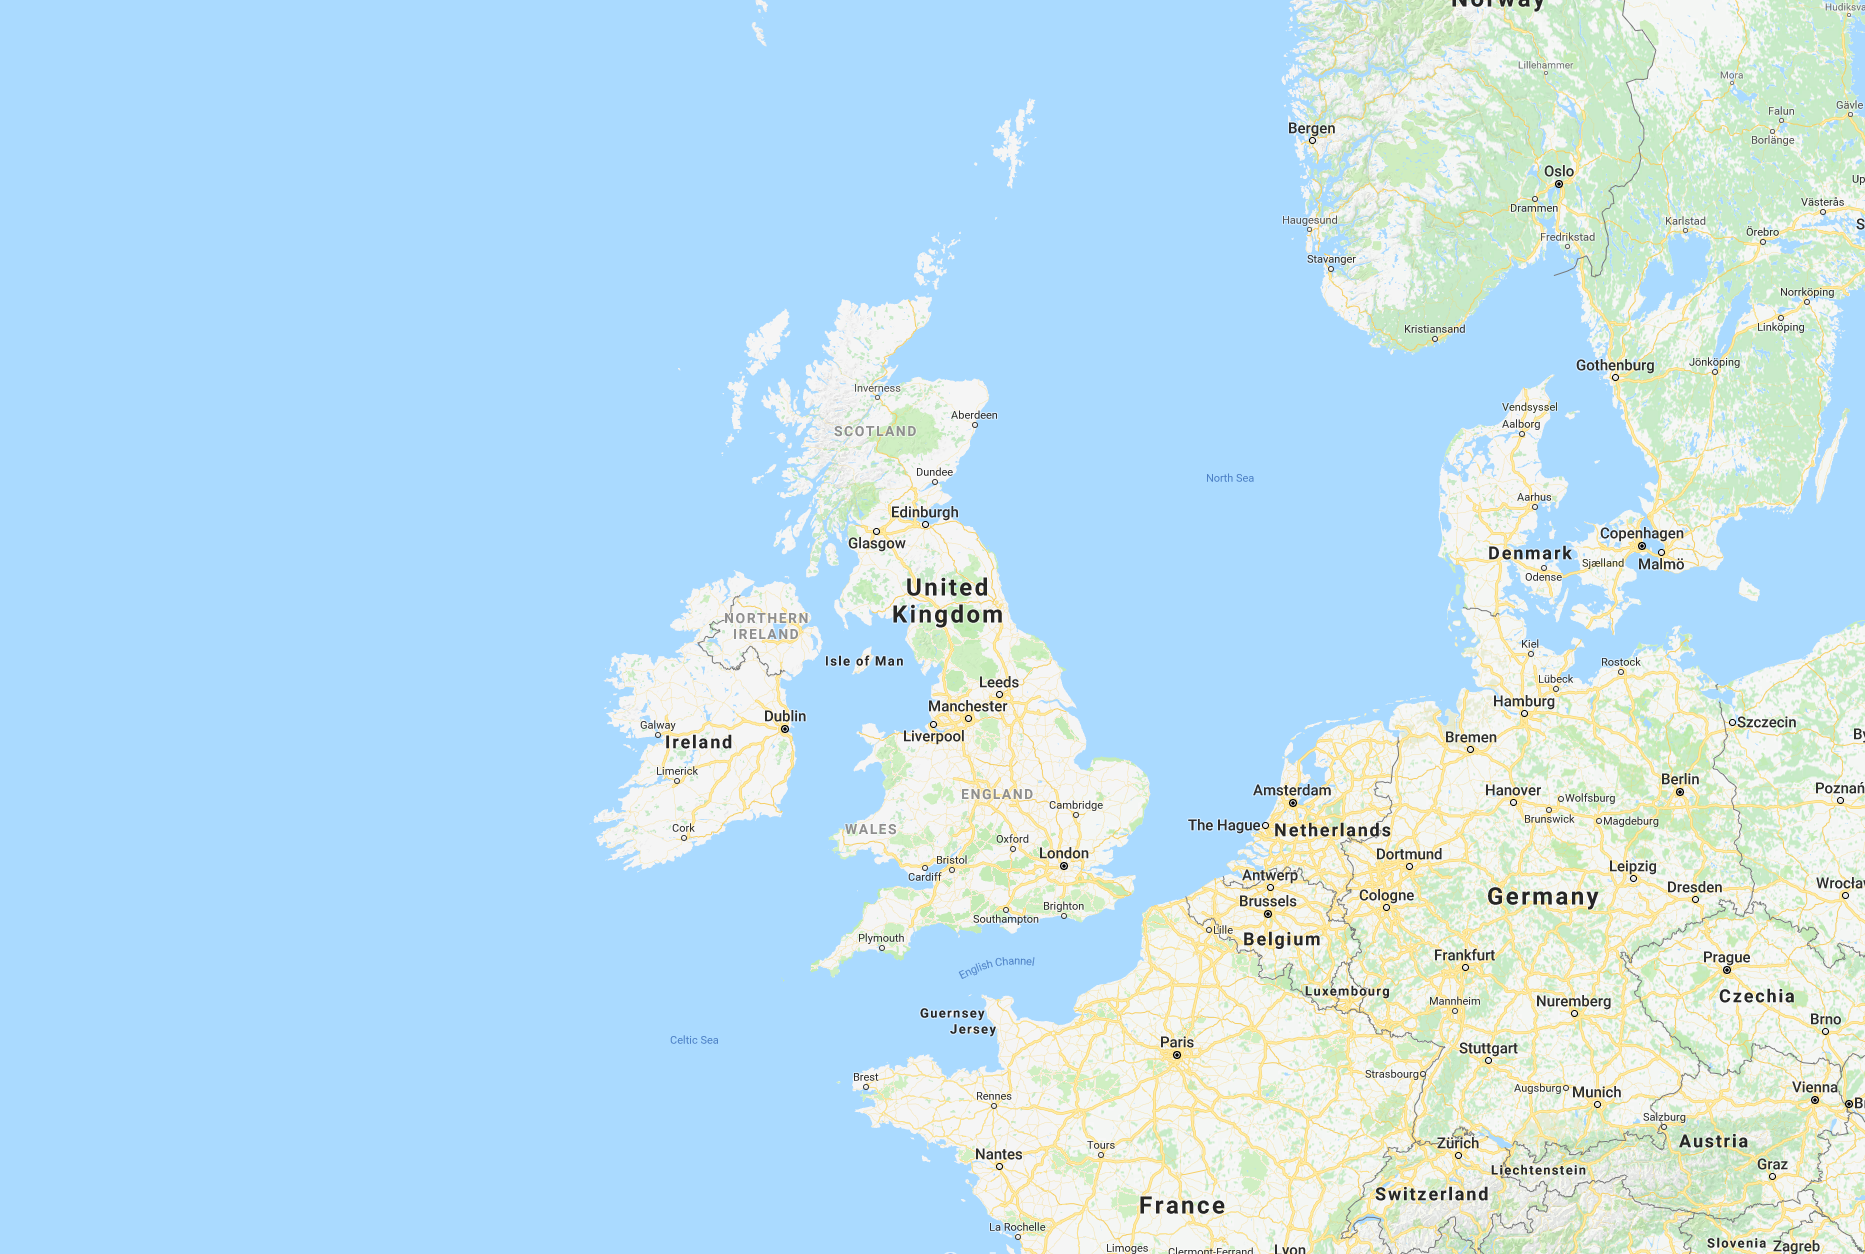 Norway
Hudiksva
Lillehammer
Mora
Gävle
Falun
Borlänge
Bergen
Oslo
Up
Drammen
Västerås
Haugesund
Karlstad
S
Örebro
Fredrikstad
Stavanger
Norrköping
Linköping
Kristiansand
Gothenburg
Jönköping
Inverness
Aberdeen
SCOTLAND
Vendsyssel
Aalborg
Dundee
North Sea
Edinburgh
Aarhus
Glasgow
Copenhagen
Denmark
Sjælland
Malmö
Odense
United
Kingdom
NORTHERN
IRELAND
Isle of Man
Kiel
Rostock
Lübeck
Leeds
Manchester
Hamburg
Dublin
Galway
Liverpool
Ireland
Bremen
Szczecin
By
Limerick
Berlin
Amsterdam
Hanover
Wolfsburg
Poznań
ENGLAND
Cambridge
Brunswick
Magdeburg
Cork
WALES
The Hague
Netherlands
Oxford
London
Dortmund
Bristol
Cardiff
Antwerp
Leipzig
Dresden
Wrocła
Brussels
Cologne
Germany
Brighton
Southampton
Lille
Belgium
Plymouth
English Channel
Frankfurt
Prague
Luxembourg
Mannheim
Nuremberg
Czechia
Guernsey
Jersey
Brno
Celtic Sea
Paris
Stuttgart
Strasbourg
Brest
Augsburg
Munich
Vienna
B
Rennes
Salzburg
Tours
Zürich
Austria
Nantes
Liechtenstein
Graz
Switzerland
France
La Rochelle
Limoges
Clermont-Ferrand
Lyon
Slovenia
Zagreb